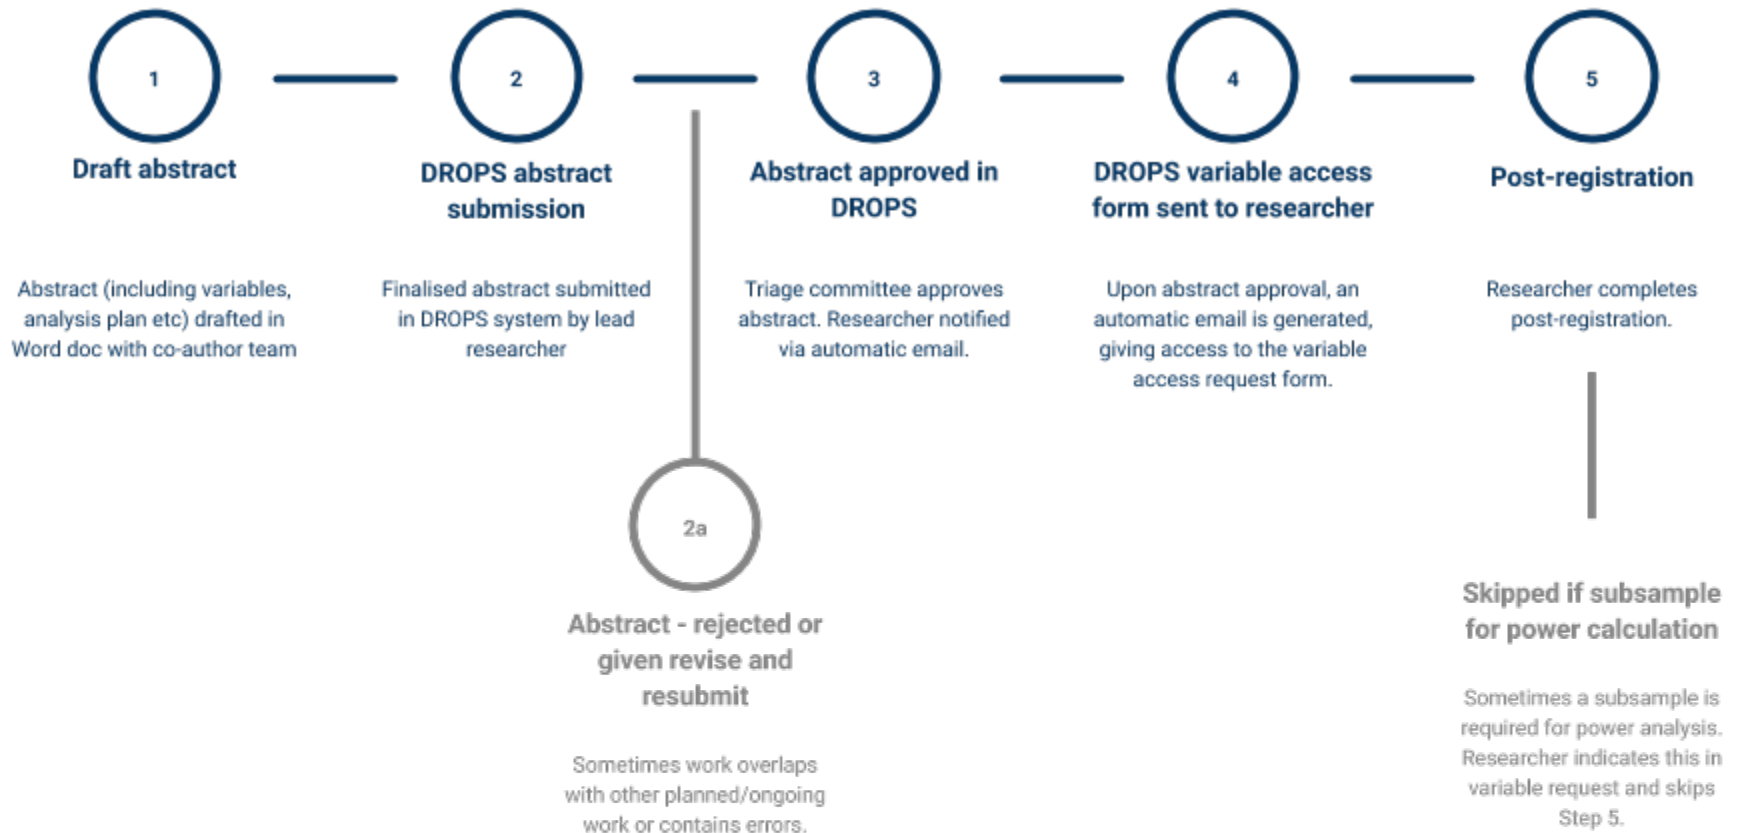 1
Draft abstract
Abstract (including variables,
analysis plan etc) drafted in
Word doc with co-author team
2
DROPS abstract
submission
Finalised abstract submitted
in DROPS system by lead
researcher
2a
Abstract - rejected or
given revise and
resubmit
Sometimes work overlaps
with other planned/ongoing
work or contains errors.
3
Abstract approved in
DROPS
Triage committee approves
abstract. Researcher notified
via automatic email.
4
DROPS variable access
form sent to researcher
Upon abstract approval, an
automatic email is generated,
giving access to the variable
access request form.
5
Post-registration
Researcher completes
post-registration.
Skipped if subsample
for power calculation
Sometimes a subsample is
required for power analysis.
Researcher indicates this in
variable request and skips
Step 5.